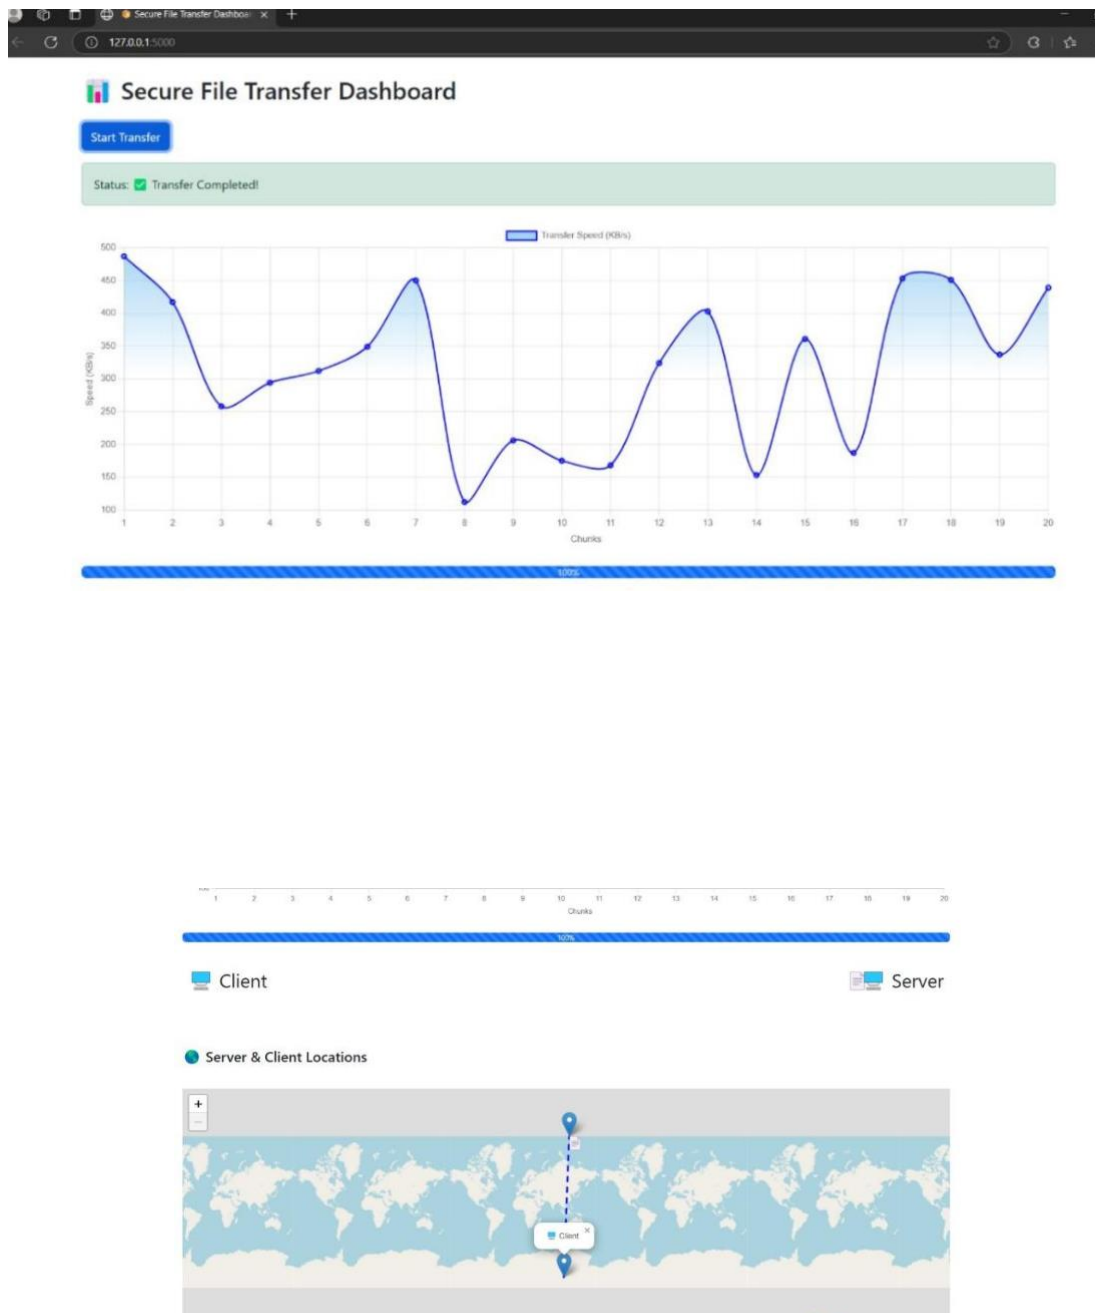 Secure File Transfer Dashboard
127.0.0.1:5000
Secure File Transfer Dashboard
Start Transfer
Status: ✅ Transfer Completed!
Transfer Speed (KB/s)
500
450
400
350
300
250
200
150
100
Speed (KB/s)
1 2 3 4 5 6 7 8 9 10 11 12 13 14 15 16 17 18 19 20
Chunks
100%
1 2 3 4 5 6 7 8 9 10 11 12 13 14 15 16 17 18 19 20
Chunks
100%
Client Server
Server & Client Locations
+
−
Client ×